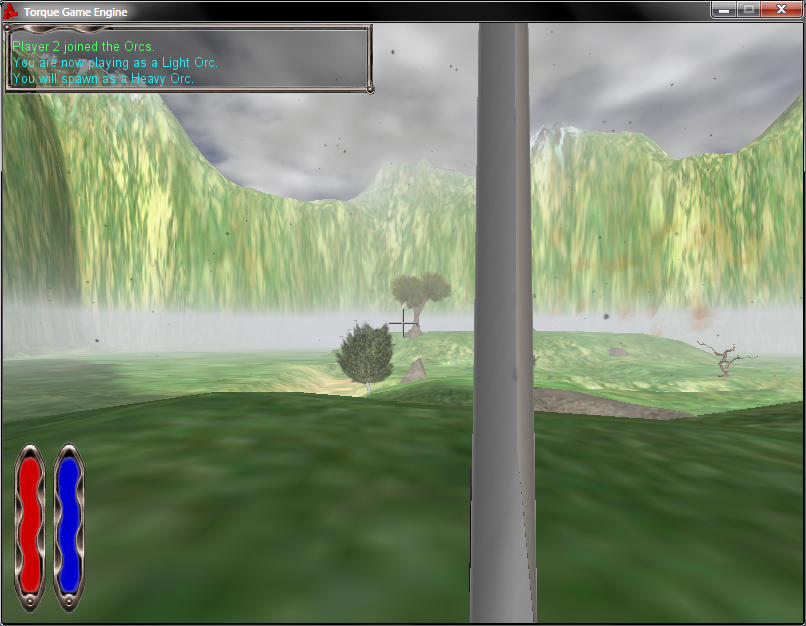 Torque Game Engine
Player 2 joined the Orcs.
You are now playing as a Light Orc.
You will spawn as a Heavy Orc.